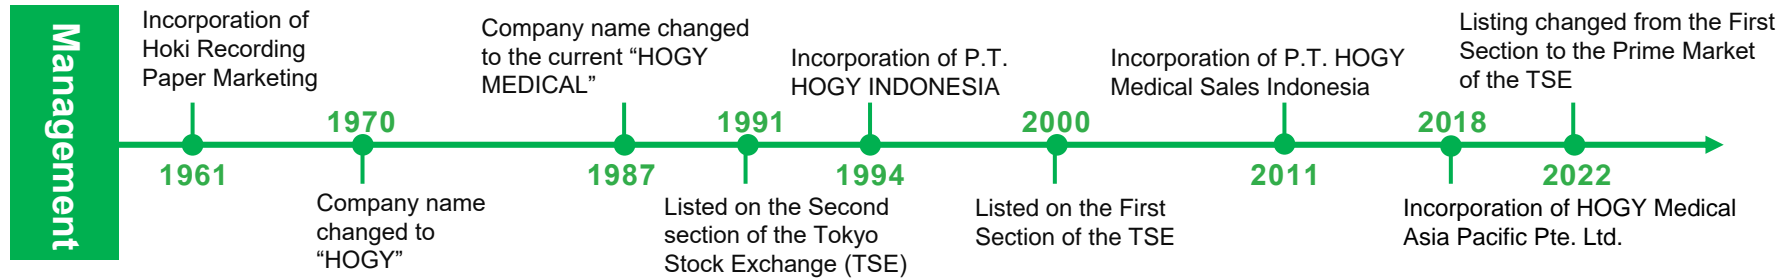 Management
Incorporation of
Hoki Recording
Paper Marketing
1961
1970
Company name
changed to
“HOGY”
Company name changed
to the current “HOGY
MEDICAL”
1987
1991
Listed on the Second
section of the Tokyo
Stock Exchange (TSE)
Incorporation of P.T.
HOGY INDONESIA
1994
2000
Listed on the First
Section of the TSE
Incorporation of P.T. HOGY
Medical Sales Indonesia
2011
2018
Incorporation of HOGY Medical
Asia Pacific Pte. Ltd.
Listing changed from the First
Section to the Prime Market
of the TSE
2022